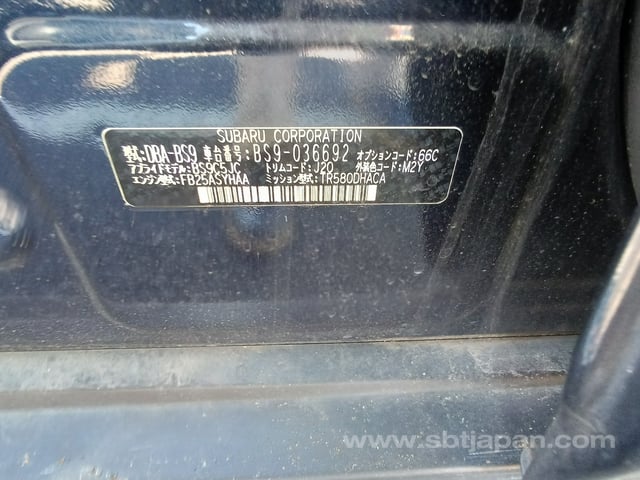 SUBARU CORPORATION
型式:DBA-BS9 車台番号:BS9-036692 オプションコード:66C
アプライドモデル:BS9C5JC トリムコード:J20 外装色コード:M2Y
エンジン型式:FB25ASYHAA ミッション型式:TR580DHACA
www.sbtjapan.com